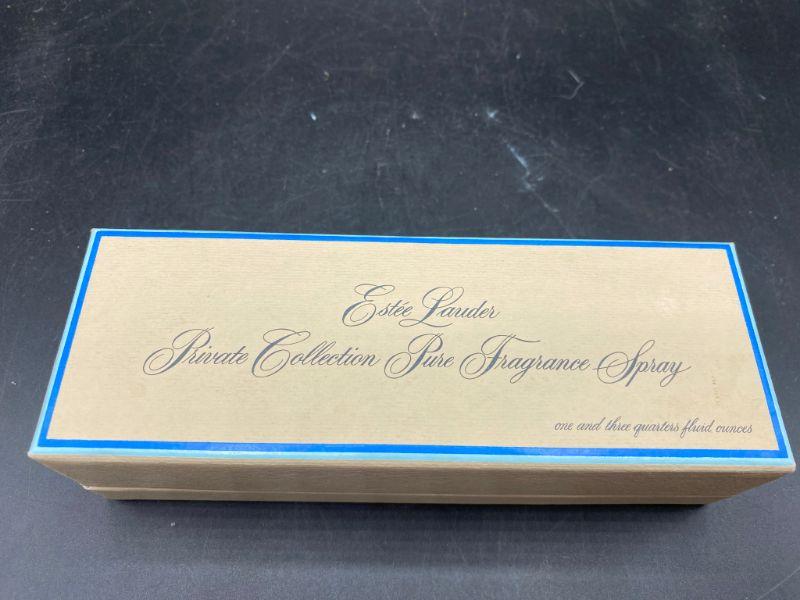 Estée Lauder
Private Collection Pure Fragrance Spray
one and three quarters fluid ounces